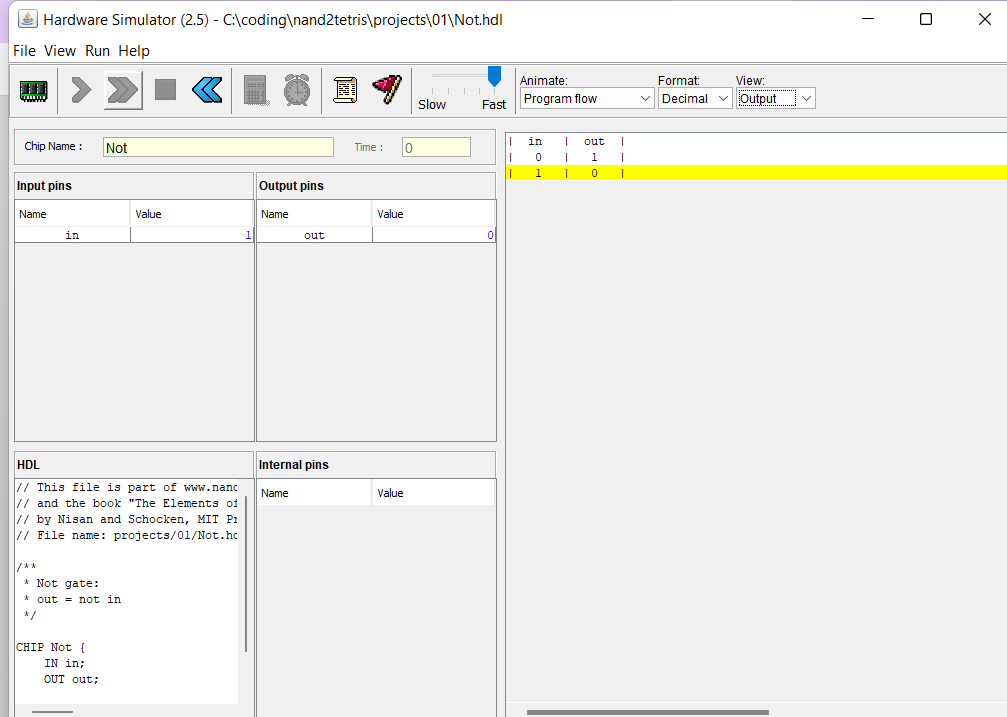 Hardware Simulator (2.5) - C:\coding\nand2tetris\projects\01\Not.hdl
File View Run Help
Slow Fast
Animate: Format: View:
Program flow Decimal Output
Chip Name : Not Time : 0
Input pins
Name Value
in 1
Output pins
Name Value
out 0
HDL
// This file is part of www.nand
// and the book "The Elements of
// by Nisan and Schocken, MIT Pr
// File name: projects/01/Not.hd
/**
* Not gate:
* out = not in
*/
CHIP Not {
IN in;
OUT out;
Internal pins
Name Value
| in | out |
| 0 | 1 |
| 1 | 0 |